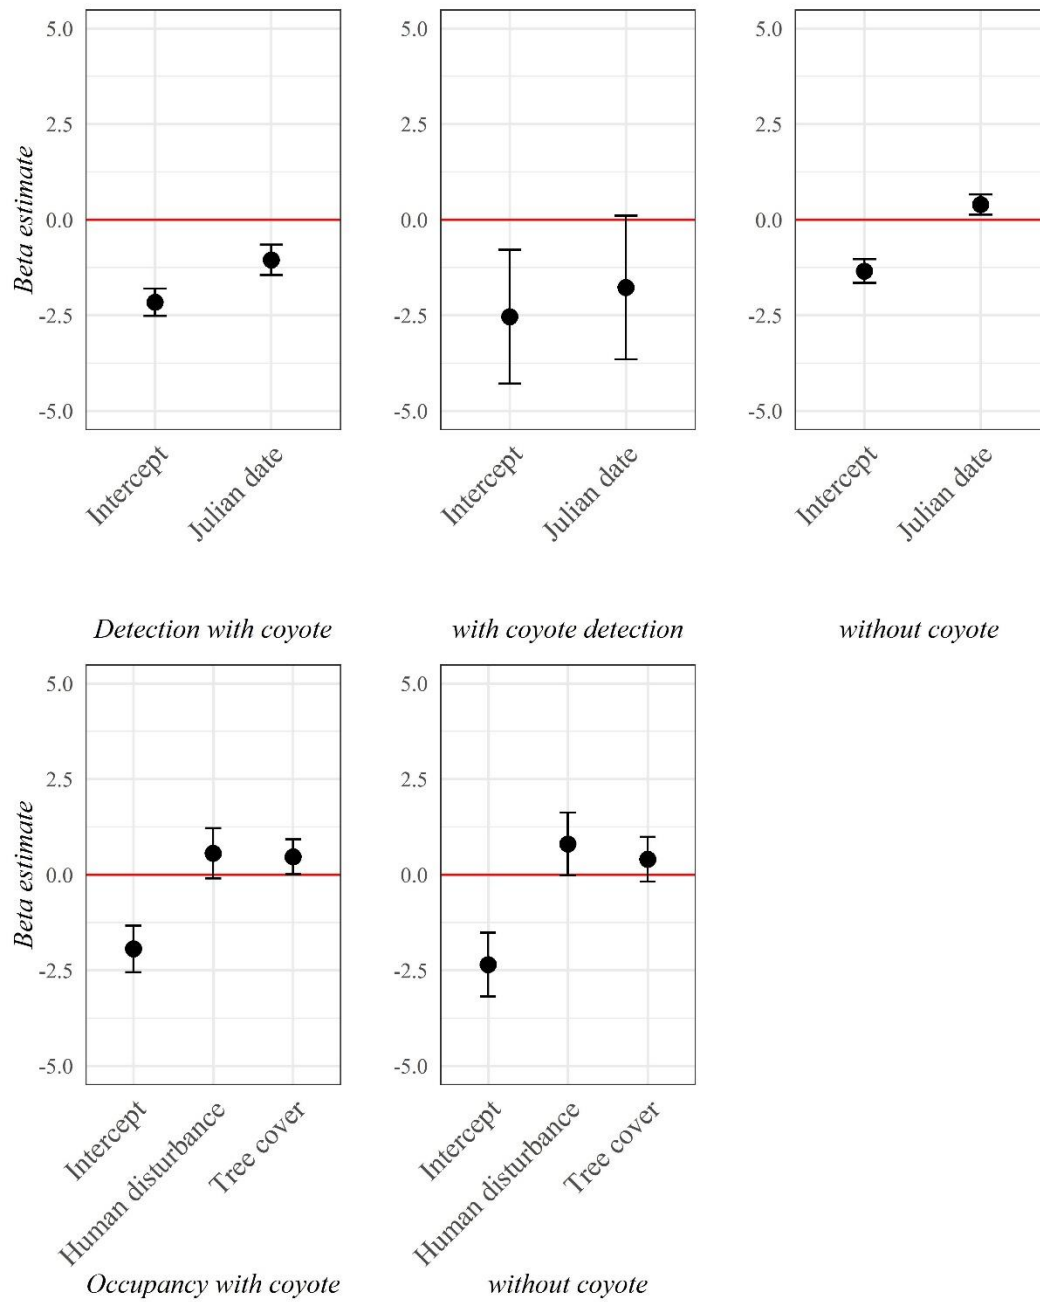 5.0
2.5
0.0
-2.5
-5.0
Beta estimate
Intercept
Julian date
Detection with coyote
5.0
2.5
0.0
-2.5
-5.0
Intercept
Julian date
with coyote detection
5.0
2.5
0.0
-2.5
-5.0
Intercept
Julian date
without coyote
5.0
2.5
0.0
-2.5
-5.0
Beta estimate
Intercept
Human disturbance
Tree cover
Occupancy with coyote
5.0
2.5
0.0
-2.5
-5.0
Intercept
Human disturbance
Tree cover
without coyote